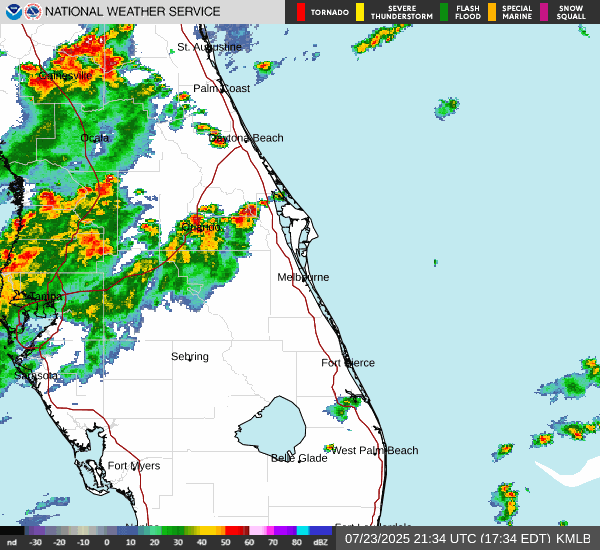 NATIONAL WEATHER SERVICE
TORNADO
SEVERE THUNDERSTORM
FLASH FLOOD
SPECIAL MARINE
SNOW SQUALL
St. Augustine
Gainesville
Palm Coast
Ocala
Daytona Beach
Orlando
Melbourne
Tampa
Sebring
Fort Pierce
Sarasota
West Palm Beach
Belle Glade
Fort Myers
nd -30 -20 -10 0 10 20 30 40 50 60 70 80 dBZ
07/23/2025 21:34 UTC (17:34 EDT) KMLB